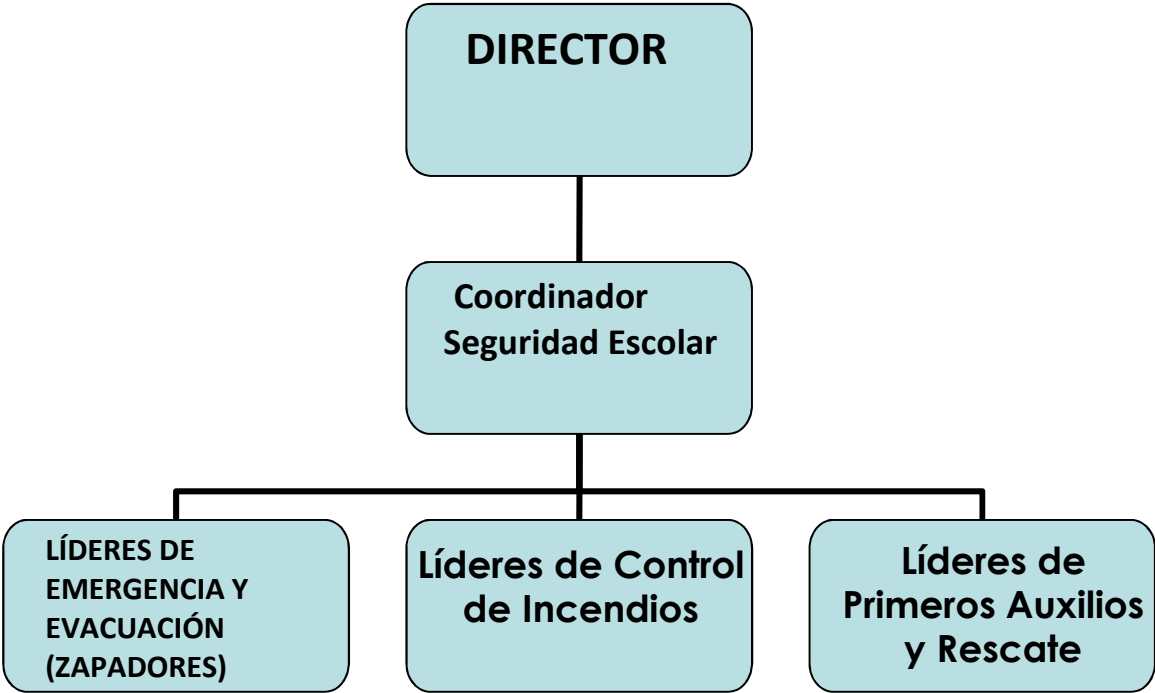 DIRECTOR
Coordinador
Seguridad Escolar
LÍDERES DE
EMERGENCIA Y
EVACUACIÓN
(ZAPADORES)
Líderes de Control
de Incendios
Líderes de
Primeros Auxilios
y Rescate